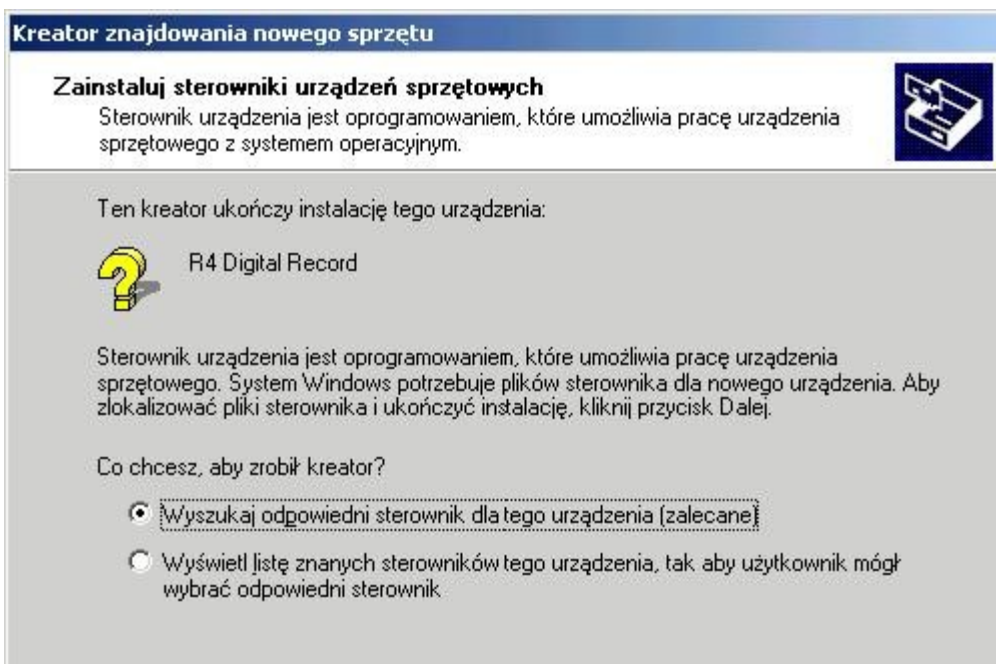 Kreator znajdowania nowego sprzętu
Zainstaluj sterowniki urządzeń sprzętowych
Sterownik urządzenia jest oprogramowaniem, które umożliwia pracę urządzenia
sprzętowego z systemem operacyjnym.
Ten kreator ukończy instalację tego urządzenia:
R4 Digital Record
Sterownik urządzenia jest oprogramowaniem, które umożliwia pracę urządzenia
sprzętowego. System Windows potrzebuje plików sterownika dla nowego urządzenia. Aby
zlokalizować pliki sterownika i ukończyć instalację, kliknij przycisk Dalej.
Co chcesz, aby zrobił kreator?
Wyszukaj odpowiedni sterownik dla tego urządzenia (zalecane)
Wyświetl listę znanych sterowników tego urządzenia, tak aby użytkownik mógł
wybrać odpowiedni sterownik